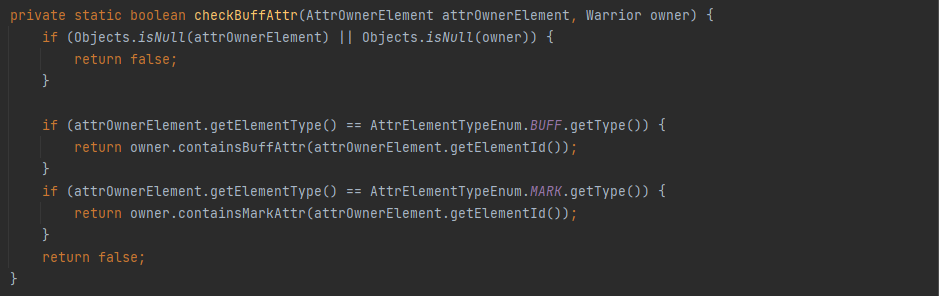 private static boolean checkBuffAttr(AttrOwnerElement attrOwnerElement, Warrior owner) {
    if (Objects.isNull(attrOwnerElement) || Objects.isNull(owner)) {
        return false;
    }

    if (attrOwnerElement.getElementType() == AttrElementTypeEnum.BUFF.getType()) {
        return owner.containsBuffAttr(attrOwnerElement.getElementId());
    }
    if (attrOwnerElement.getElementType() == AttrElementTypeEnum.MARK.getType()) {
        return owner.containsMarkAttr(attrOwnerElement.getElementId());
    }
    return false;
}